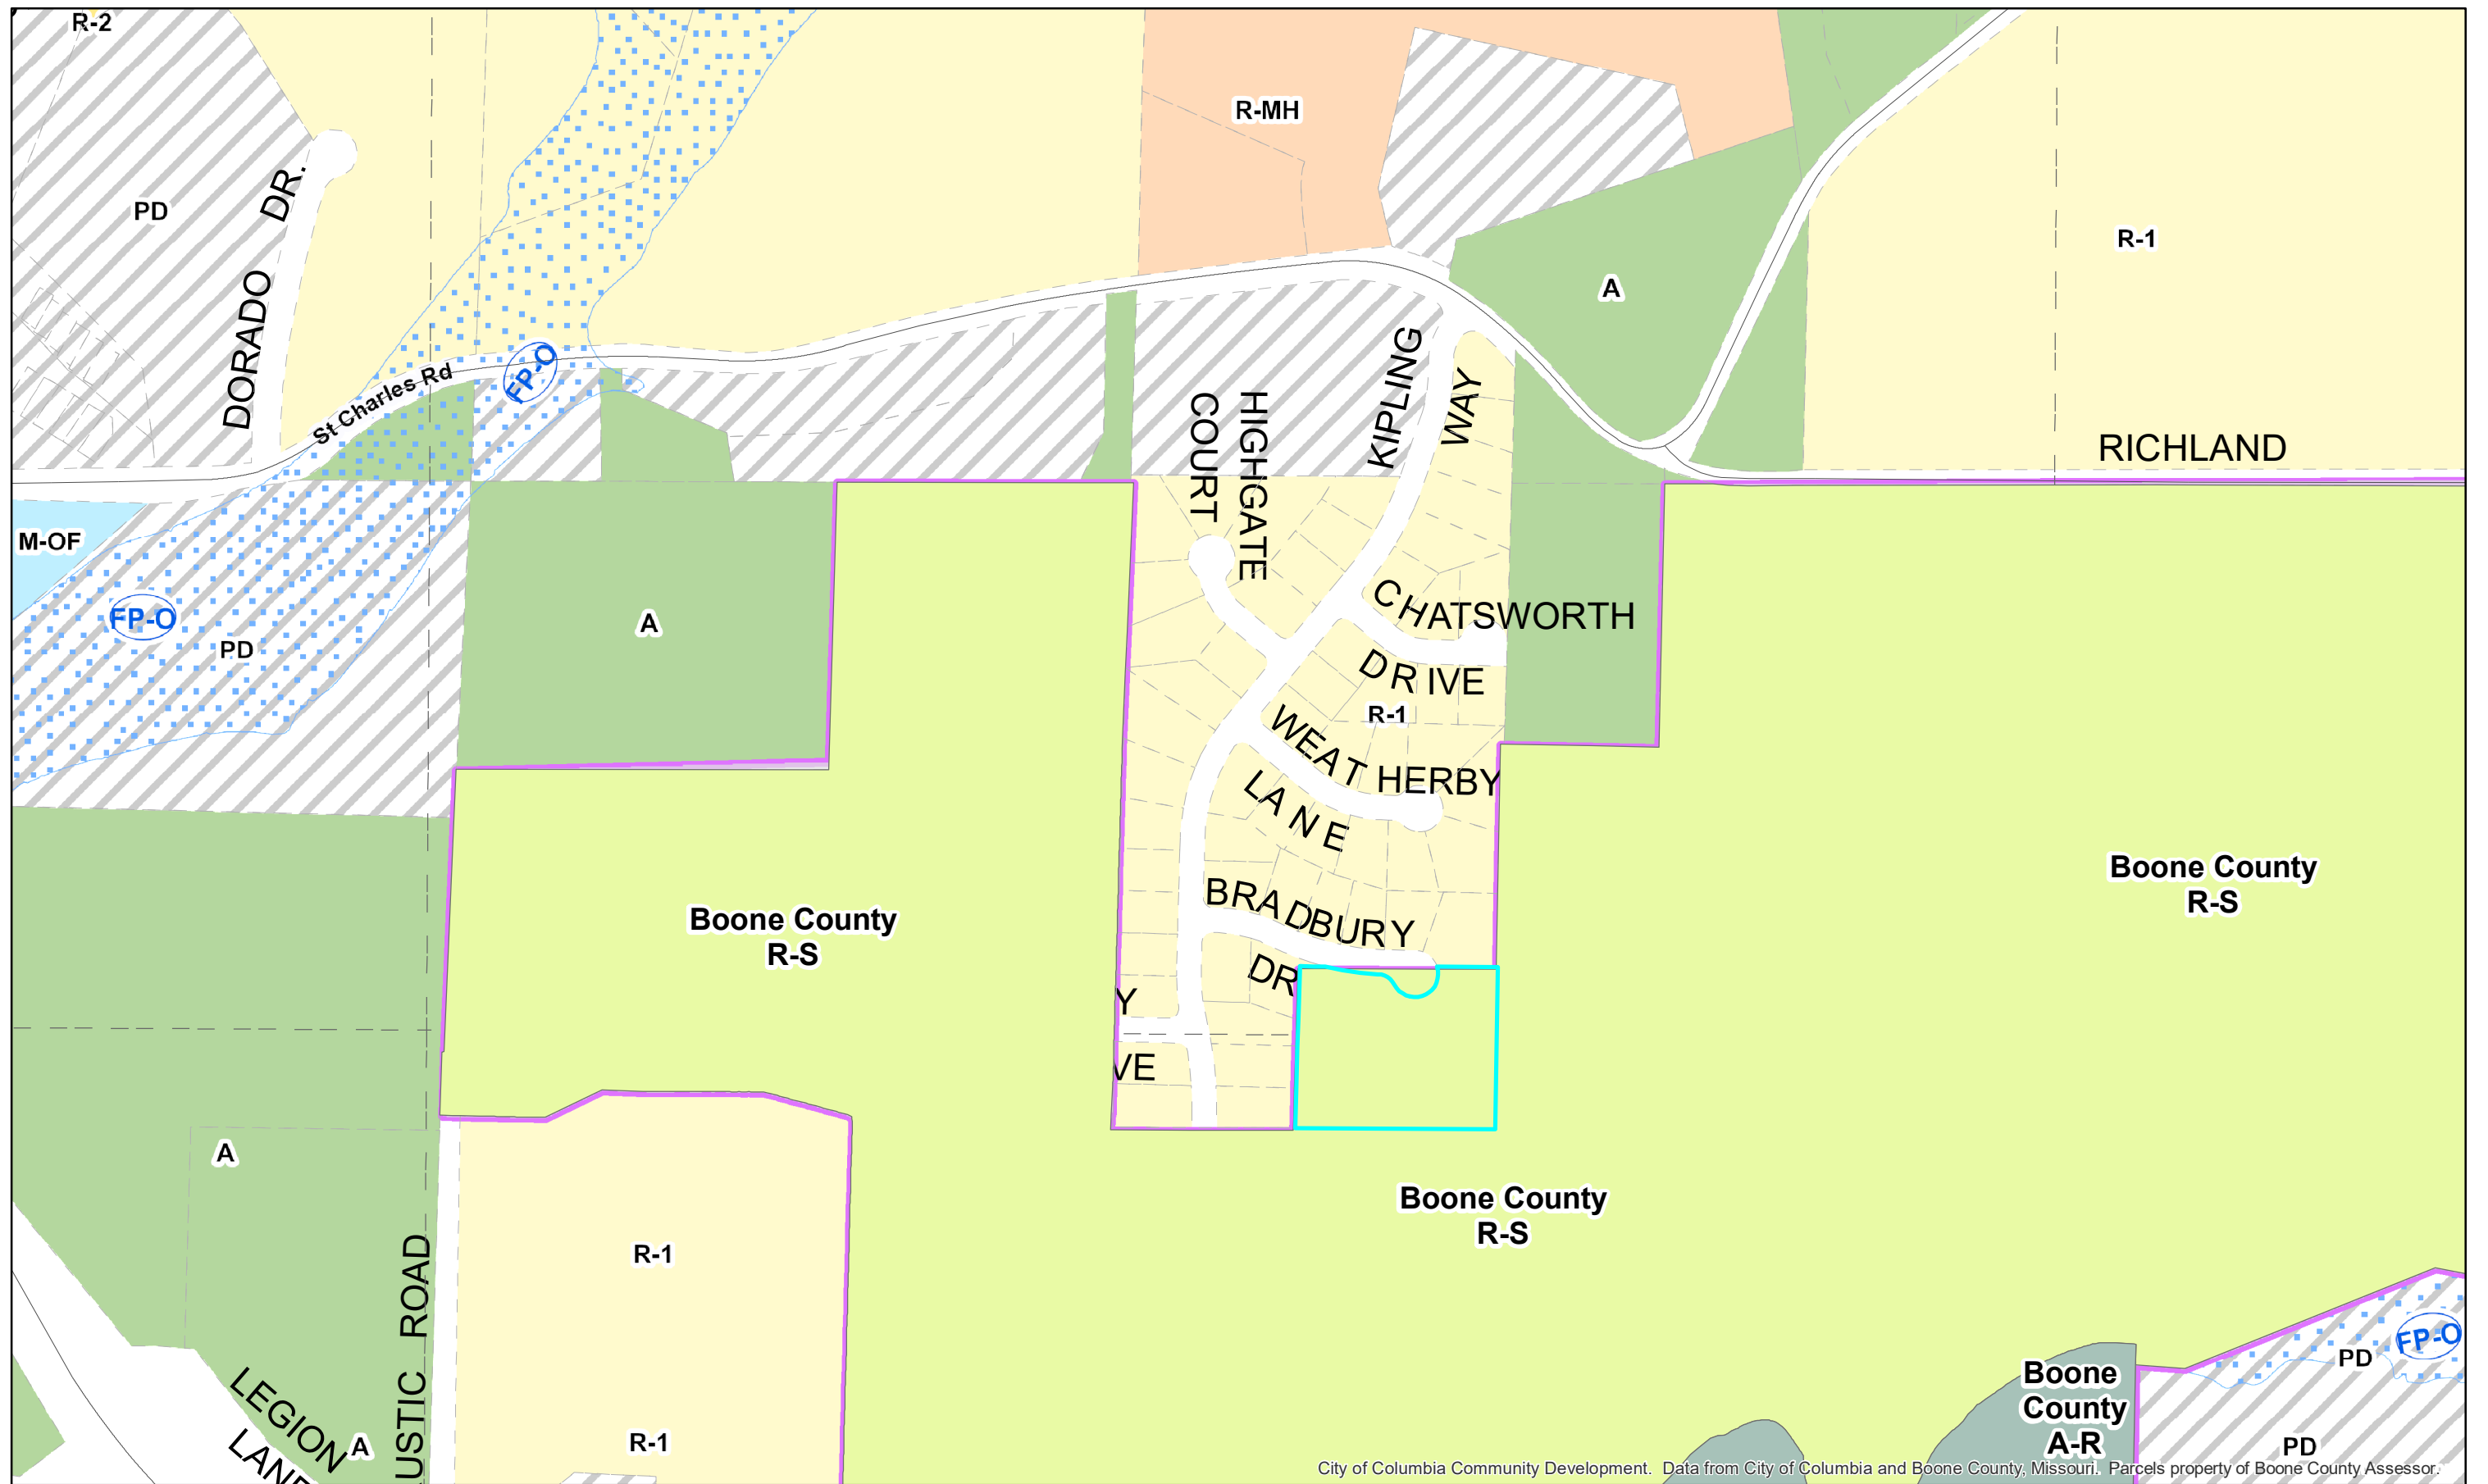 R-2
R-MH
PD
DORADO DR.
R-1
A
St Charles Rd
FP-O
KIPLING WAY
HIGHGATE
COURT
RICHLAND
M-OF
FP-O
PD
A
CHATSWORTH
DRIVE
R-1
WEATHERBY
LANE
Boone County
R-S
BRADBURY
DR
Boone County
R-S
Y
VE
A
Boone County
R-S
R-1
USTIC ROAD
LEGION
LANE
A
R-1
FP-O
PD
Boone
County
A-R
PD
City of Columbia Community Development. Data from City of Columbia and Boone County, Missouri. Parcels property of Boone County Assessor.